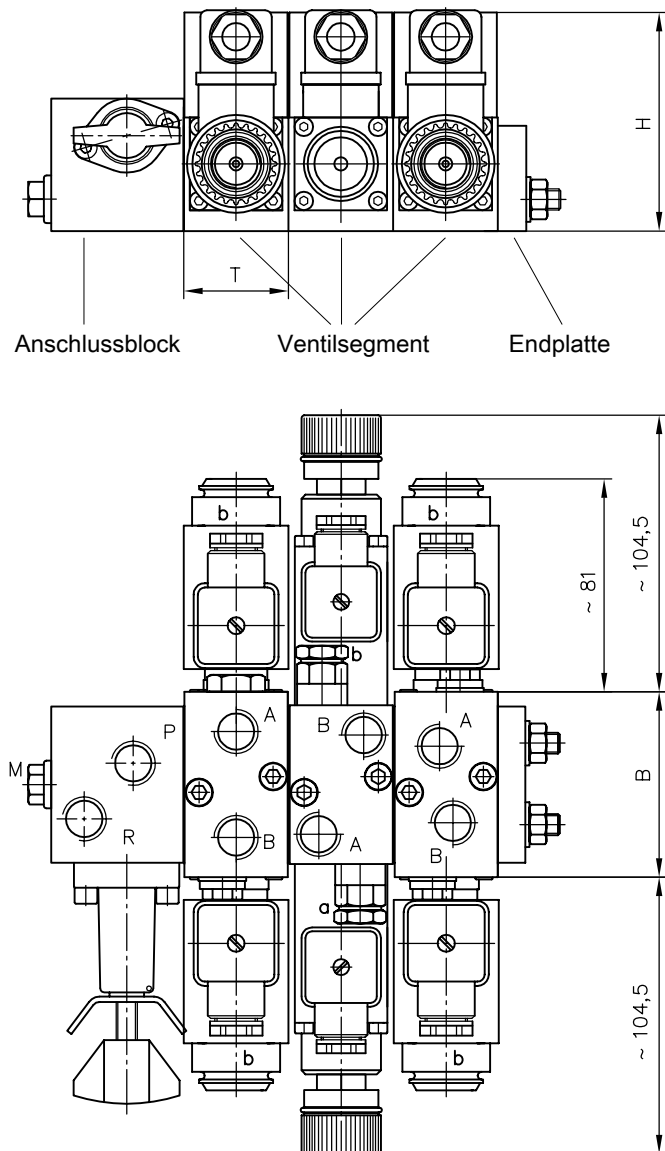 H
T
Anschlussblock Ventilsegment Endplatte
b b
~ 104,5
~ 81
b
P A B A
M
B
R B A B
a
~ 104,5
b b